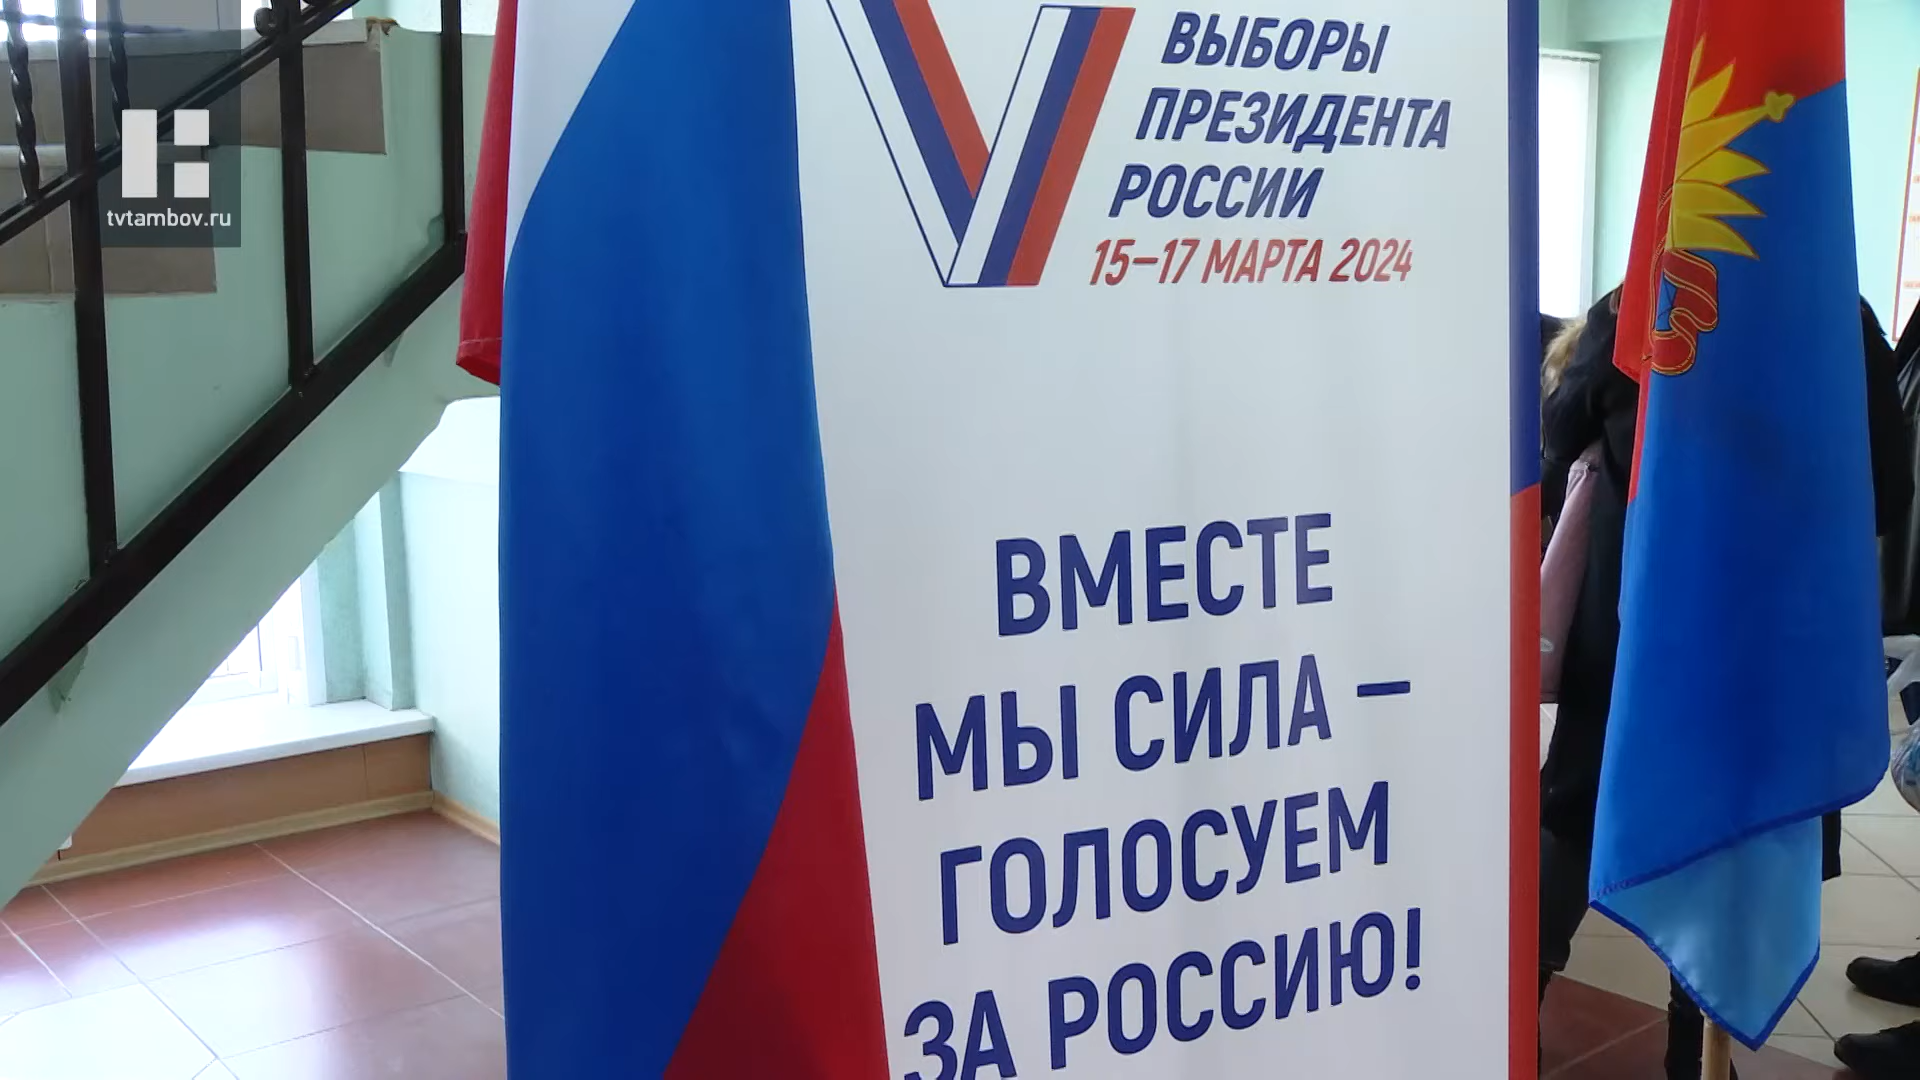 tvtambov.ru
ВЫБОРЫ
ПРЕЗИДЕНТА
РОССИИ
15–17 МАРТА 2024
ВМЕСТЕ
МЫ СИЛА –
ГОЛОСУЕМ
ЗА РОССИЮ!